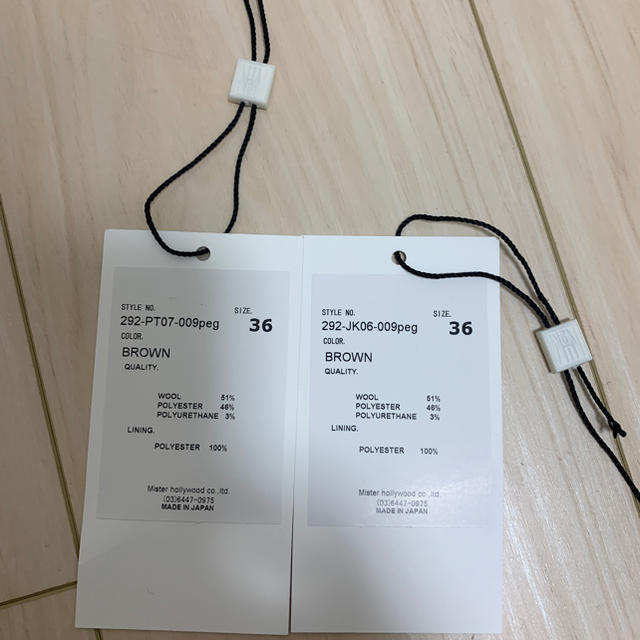 STYLE NO. SIZE.
292-PT07-009peg 36
COLOR.
BROWN
QUALITY.
WOOL 51%
POLYESTER 46%
POLYURETHANE 3%
LINING.
POLYESTER 100%
Mister hollywood co.,ltd.
(03)6447-0975
MADE IN JAPAN
STYLE NO. SIZE.
292-JK06-009peg 36
COLOR.
BROWN
QUALITY.
WOOL 51%
POLYESTER 46%
POLYURETHANE 3%
LINING.
POLYESTER 100%
Mister hollywood co.,ltd.
(03)6447-0975
MADE IN JAPAN